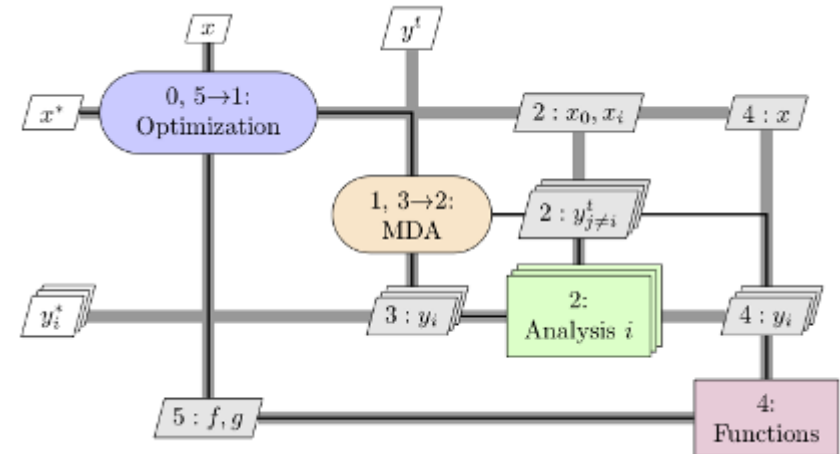 x
y^t
x*
0, 5→1:
Optimization
2 : x_0, x_i
4 : x
1, 3→2:
MDA
2 : y^t_{j≠i}
y^*_i
3 : y_i
2:
Analysis i
4 : y_i
5 : f, g
4:
Functions